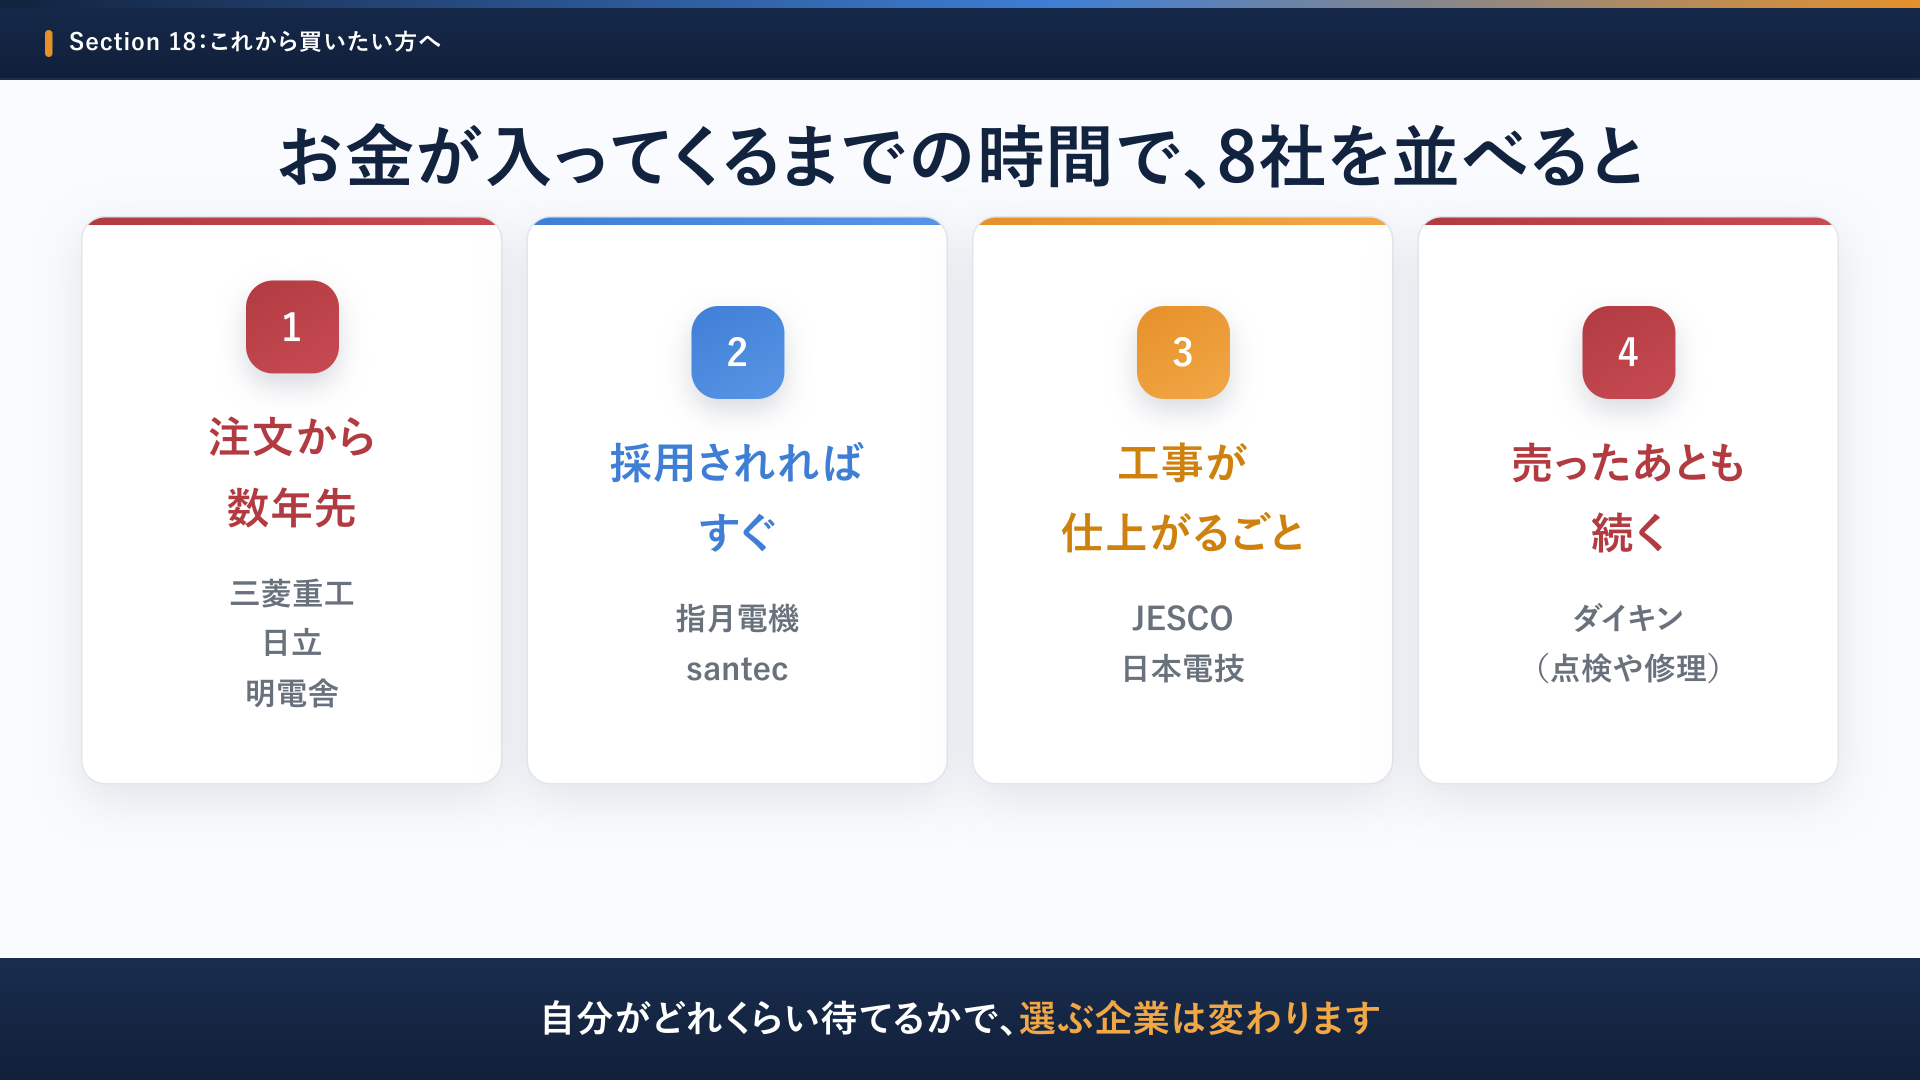 Section 18：これから買いたい方へ
お金が入ってくるまでの時間で、8社を並べると
1
注文から
数年先
三菱重工
日立
明電舎
2
採用されれば
すぐ
指月電機
santec
3
工事が
仕上がるごと
JESCO
日本電技
4
売ったあとも
続く
ダイキン
（点検や修理）
自分がどれくらい待てるかで、選ぶ企業は変わります